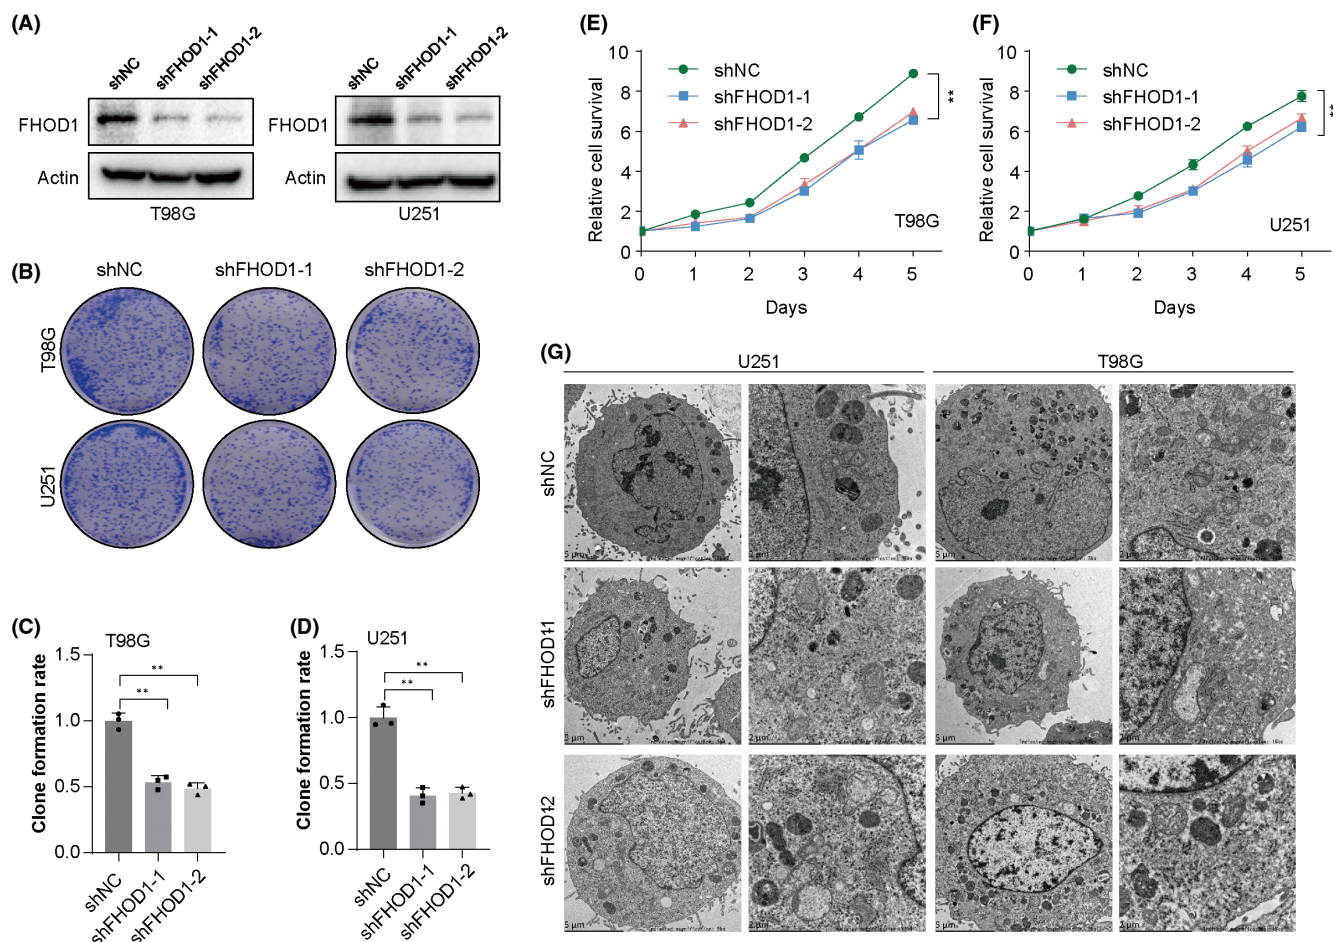 (A)
shNC
shFHOD1-1
shFHOD1-2
shNC
shFHOD1-1
shFHOD1-2
FHOD1
FHOD1
Actin
Actin
T98G
U251
(B)
shNC
shFHOD1-1
shFHOD1-2
T98G
U251
(C)
T98G
Clone formation rate
1.5
1.0
0.5
0.0
**
**
shNC
shFHOD1-1
shFHOD1-2
(D)
U251
Clone formation rate
1.5
1.0
0.5
0.0
**
**
shNC
shFHOD1-1
shFHOD1-2
(E)
Relative cell survival
10
8
6
4
2
0
shNC
shFHOD1-1
shFHOD1-2
**
T98G
0 1 2 3 4 5
Days
(F)
Relative cell survival
10
8
6
4
2
0
shNC
shFHOD1-1
shFHOD1-2
**
U251
0 1 2 3 4 5
Days
(G)
U251
T98G
shNC
5 µm
2 µm
5 µm
2 µm
shFHOD1-1
5 µm
2 µm
5 µm
2 µm
shFHOD1-2
5 µm
2 µm
5 µm
2 µm